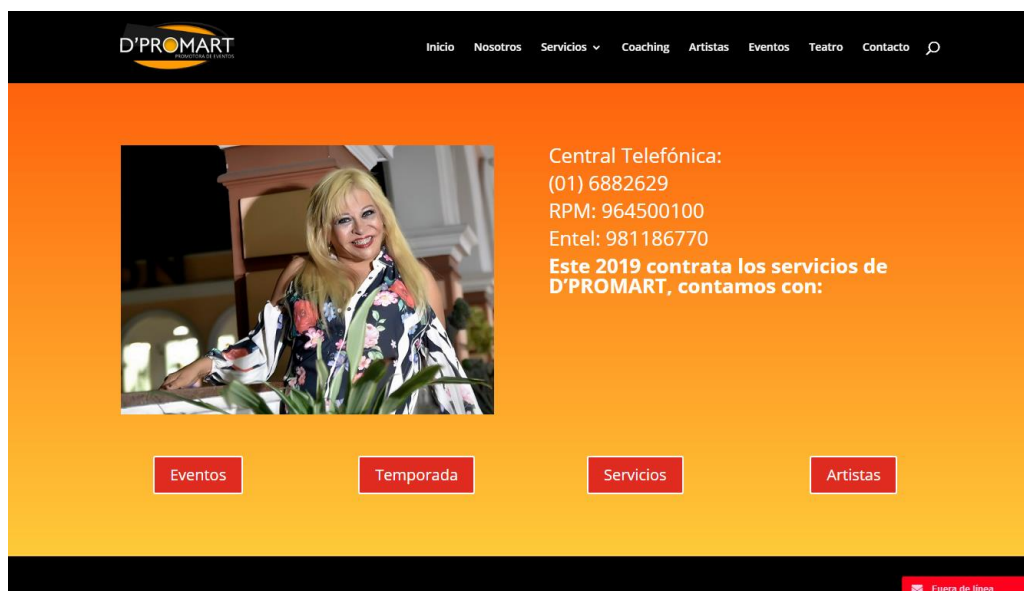 D'PROMART
PROMOTORA DE EVENTOS
Inicio Nosotros Servicios Coaching Artistas Eventos Teatro Contacto
Central Telefónica:
(01) 6882629
RPM: 964500100
Entel: 981186770
Este 2019 contrata los servicios de
D’PROMART, contamos con:
Eventos Temporada Servicios Artistas
Fuera de línea